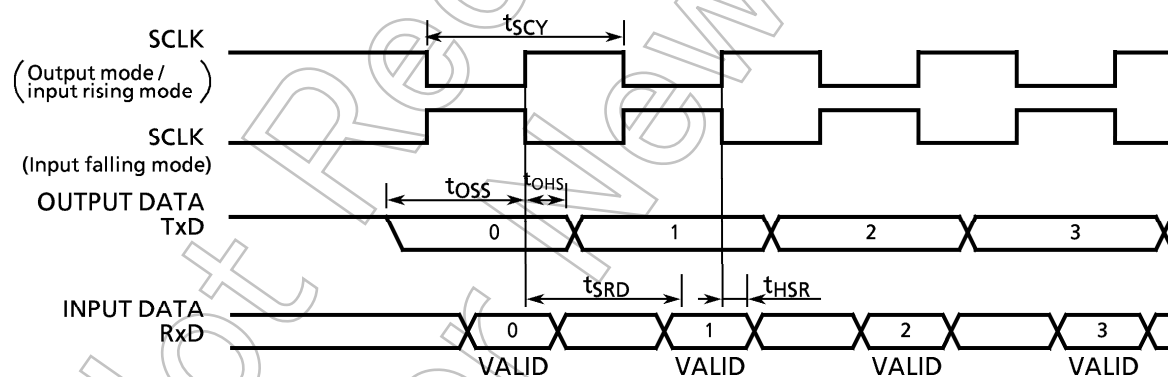 tSCY
SCLK
(Output mode /
input rising mode)
SCLK
(Input falling mode)
tOSS tOHS
OUTPUT DATA
TxD 0 1 2 3
tSRD tHSR
INPUT DATA
RxD 0 1 2 3
VALID VALID VALID VALID